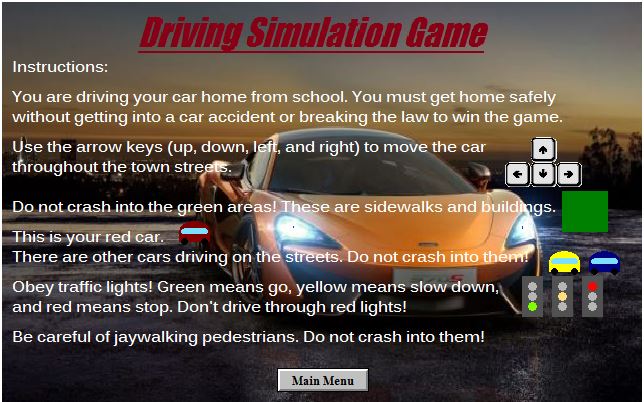 Driving Simulation Game
Instructions:
You are driving your car home from school. You must get home safely
without getting into a car accident or breaking the law to win the game.
Use the arrow keys (up, down, left, and right) to move the car
throughout the town streets.
Do not crash into the green areas! These are sidewalks and buildings.
This is your red car.
There are other cars driving on the streets. Do not crash into them!
Obey traffic lights! Green means go, yellow means slow down,
and red means stop. Don't drive through red lights!
Be careful of jaywalking pedestrians. Do not crash into them!
Main Menu